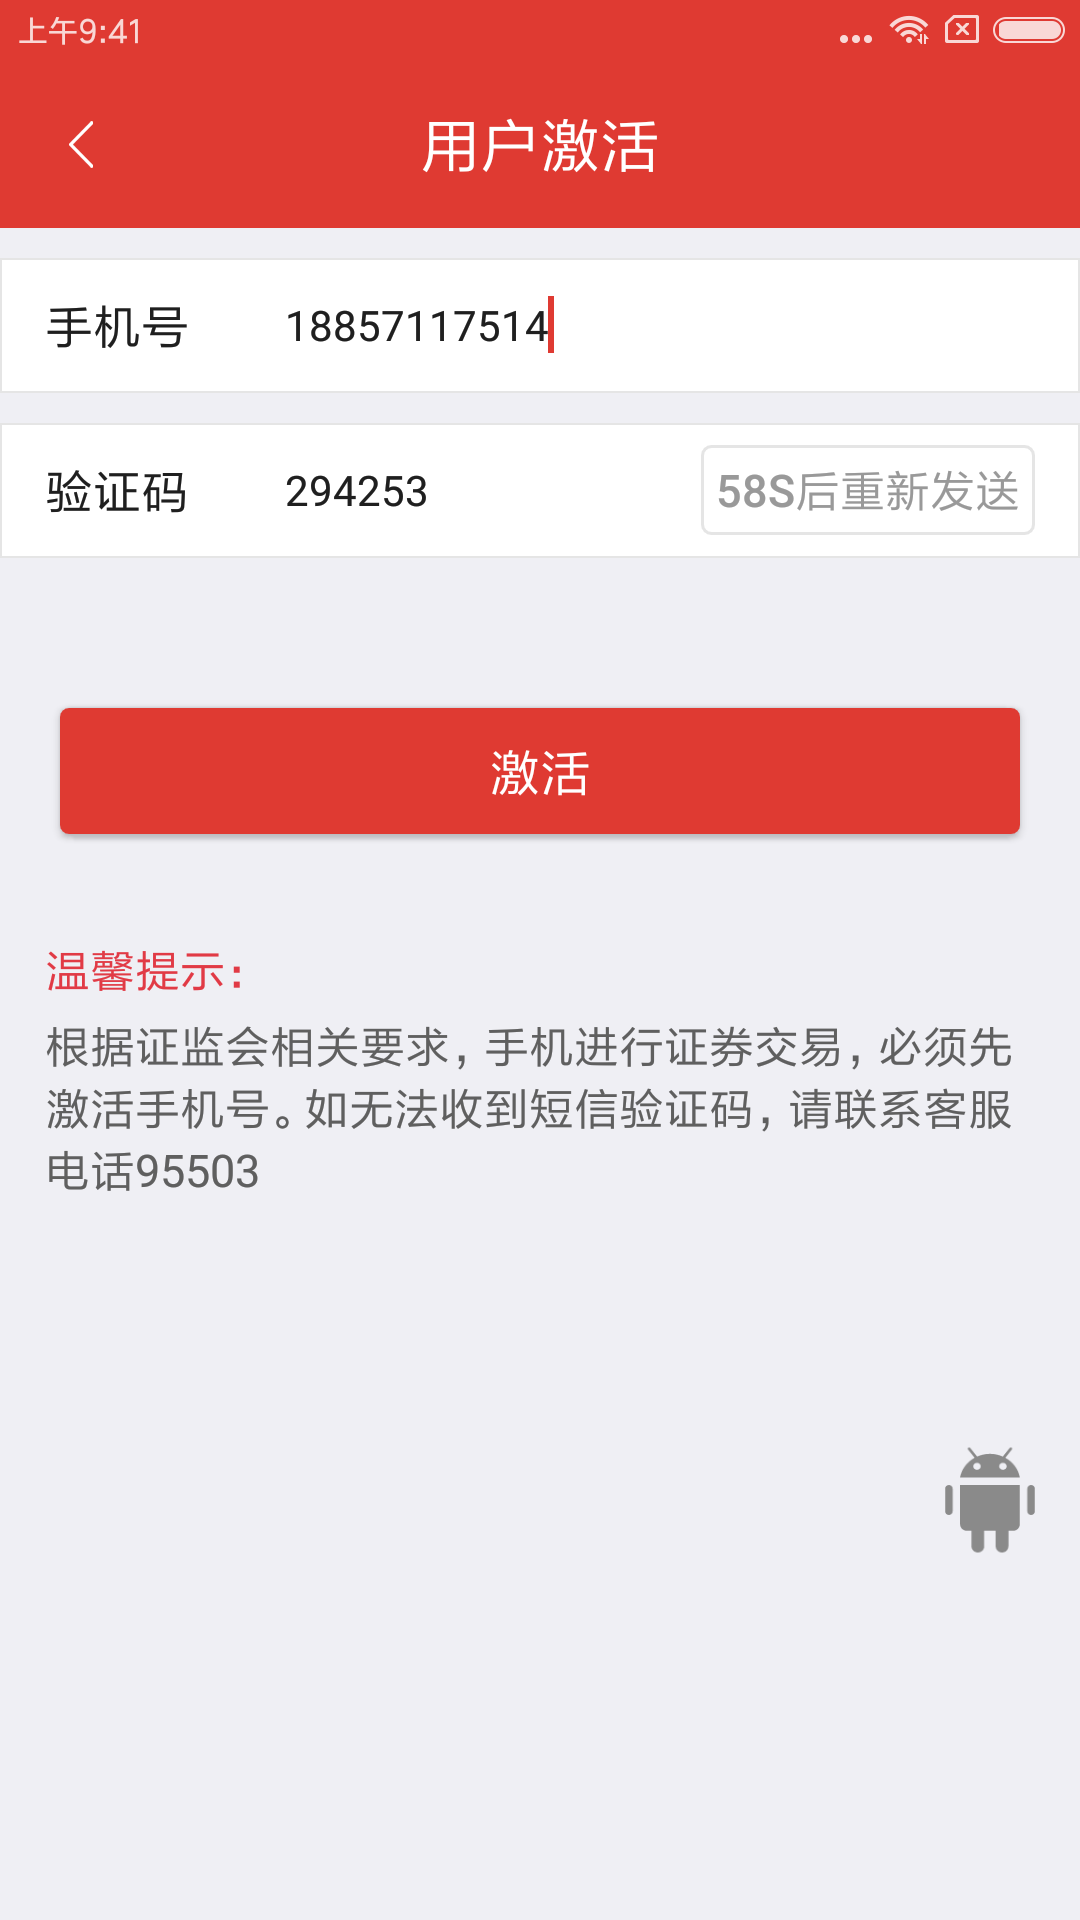 上午9:41
用户激活
手机号 18857117514
验证码 294253 58S后重新发送
激活
温馨提示：
根据证监会相关要求，手机进行证券交易，必须先
激活手机号。如无法收到短信验证码，请联系客服
电话95503